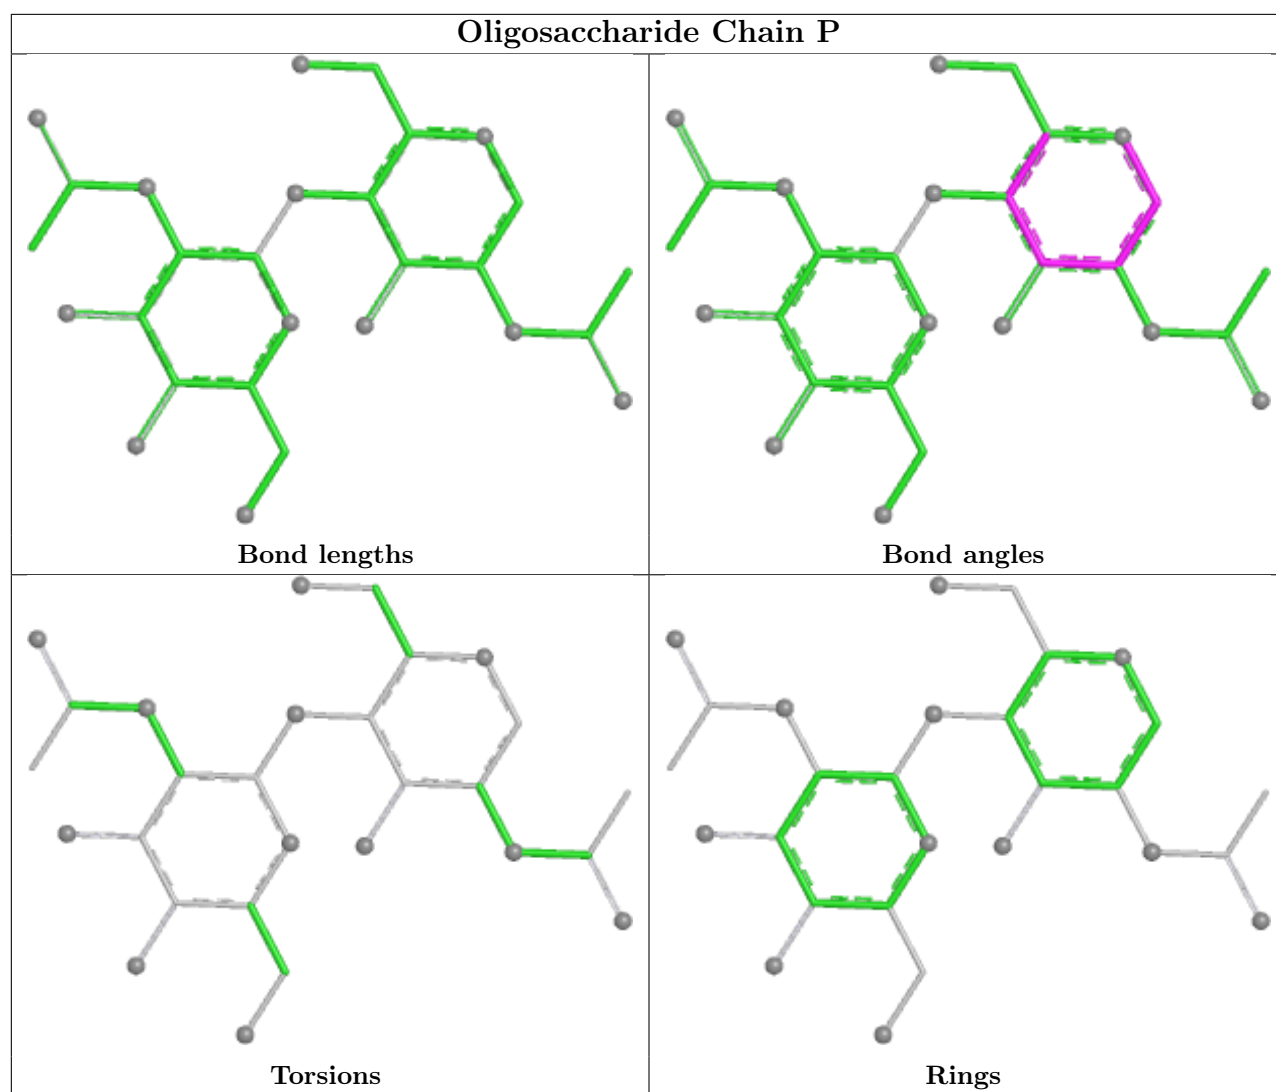 Oligosaccharide Chain P
Bond lengths
Bond angles
Torsions
Rings